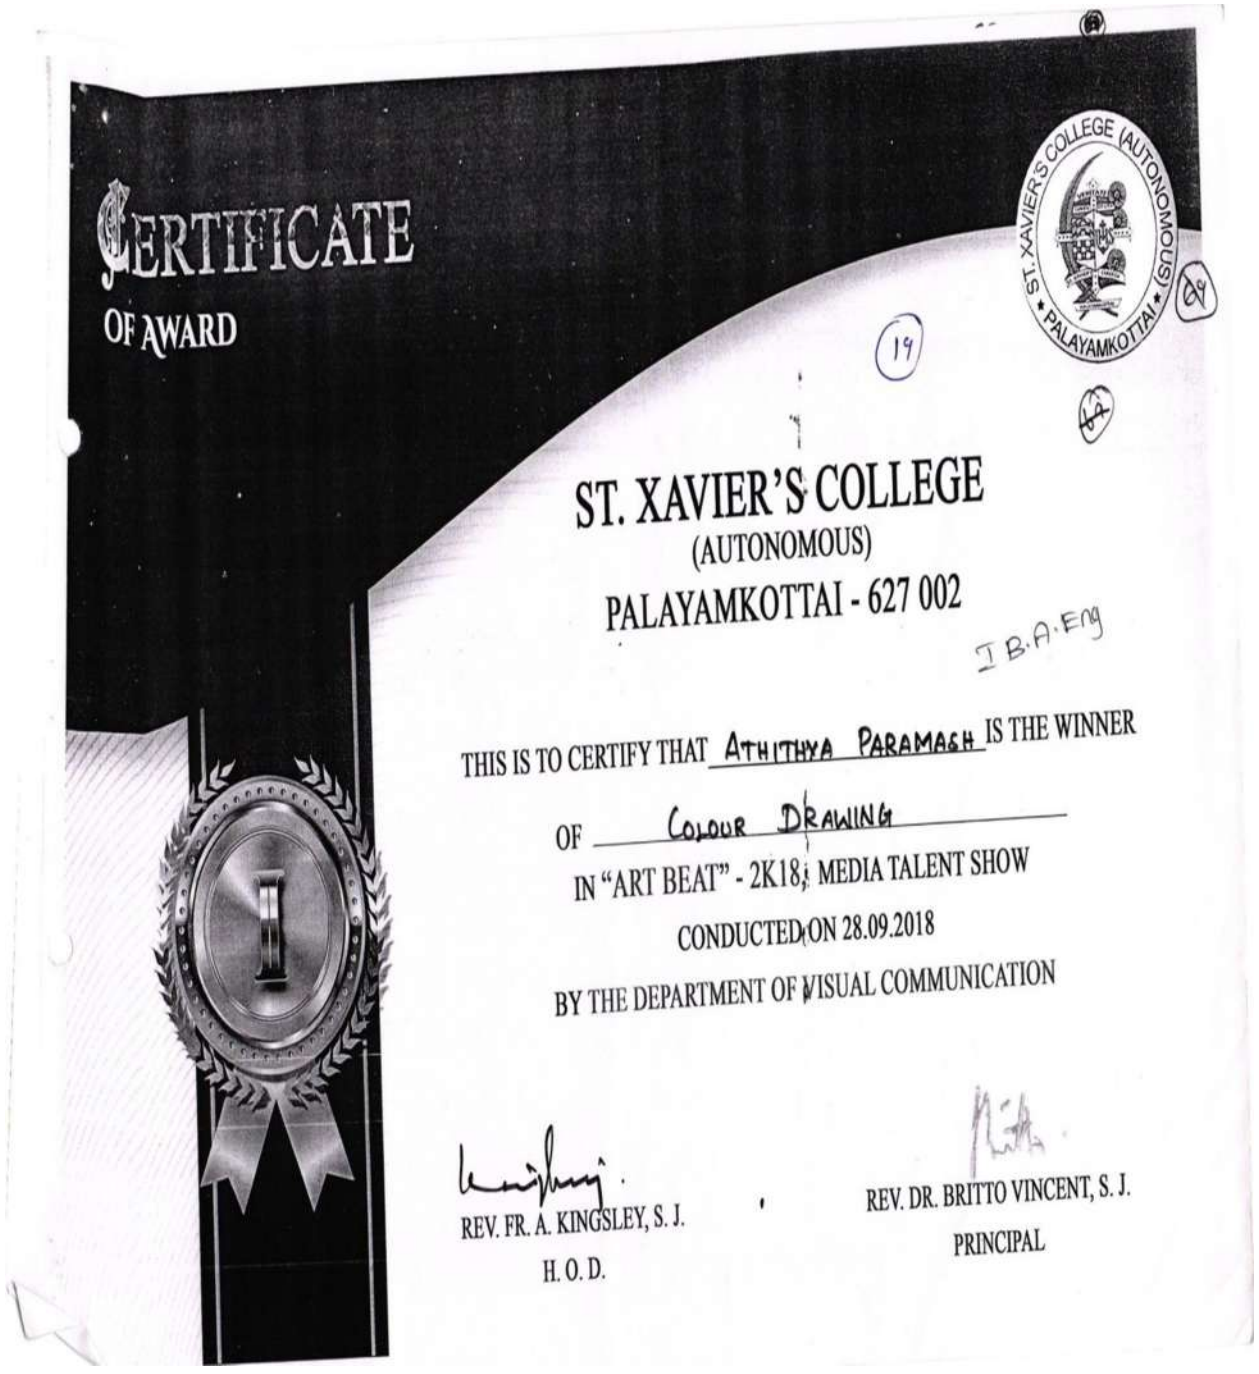 CERTIFICATE
OF AWARD
ST. XAVIER'S COLLEGE (AUTONOMOUS)
★ PALAYAMKOTTAI ★
19
ST. XAVIER'S COLLEGE
(AUTONOMOUS)
PALAYAMKOTTAI - 627 002
I B.A. Eng
THIS IS TO CERTIFY THAT ATHITHYA PARAMASH IS THE WINNER
OF COLOUR DRAWING
IN “ART BEAT” - 2K18, MEDIA TALENT SHOW
CONDUCTED ON 28.09.2018
BY THE DEPARTMENT OF VISUAL COMMUNICATION
I
REV. FR. A. KINGSLEY, S. J.
H. O. D.
REV. DR. BRITTO VINCENT, S. J.
PRINCIPAL